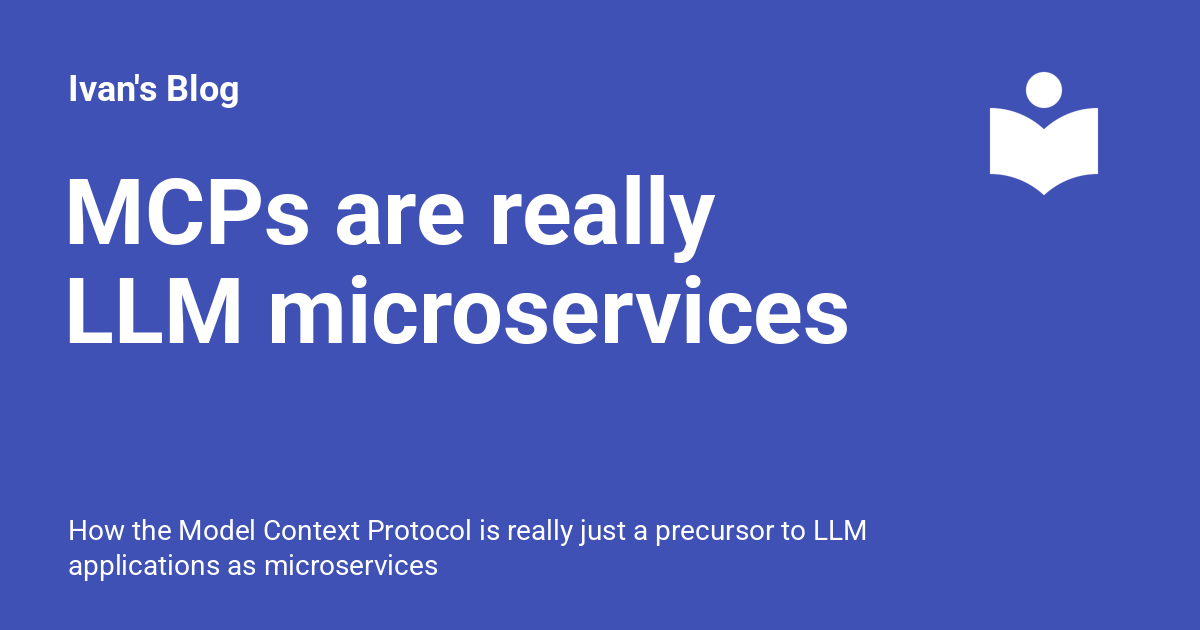 Ivan's Blog
MCPs are really
LLM microservices
How the Model Context Protocol is really just a precursor to LLM
applications as microservices